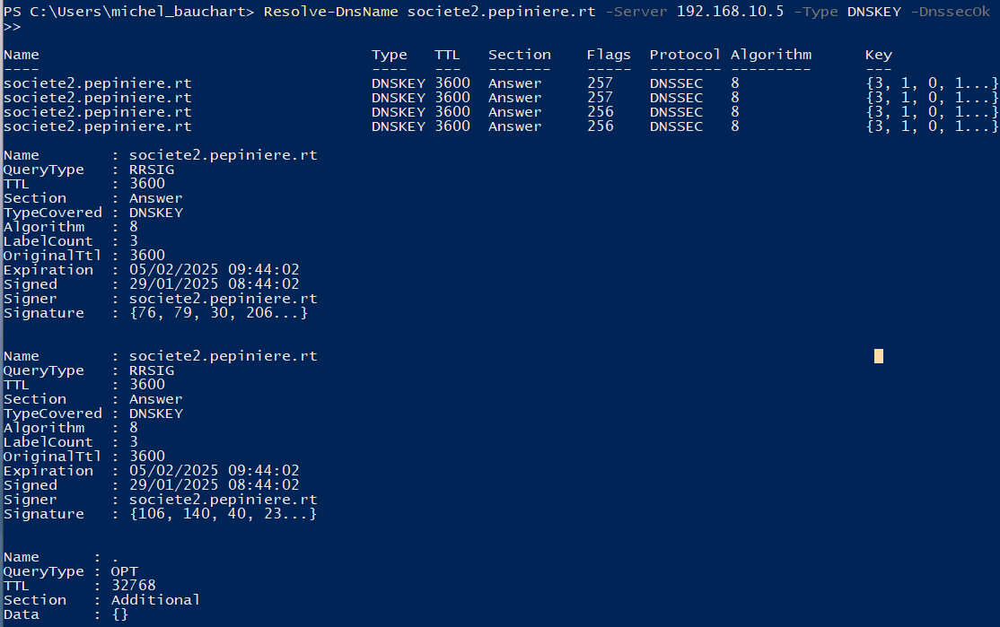 PS C:\Users\michel_bauchart> Resolve-DnsName societe2.pepiniere.rt -Server 192.168.10.5 -Type DNSKEY -DnssecOk
>>
Name Type TTL Section Flags Protocol Algorithm Key
---- ---- --- ------- ----- -------- --------- ---
societe2.pepiniere.rt DNSKEY 3600 Answer 257 DNSSEC 8 {3, 1, 0, 1...}
societe2.pepiniere.rt DNSKEY 3600 Answer 257 DNSSEC 8 {3, 1, 0, 1...}
societe2.pepiniere.rt DNSKEY 3600 Answer 256 DNSSEC 8 {3, 1, 0, 1...}
societe2.pepiniere.rt DNSKEY 3600 Answer 256 DNSSEC 8 {3, 1, 0, 1...}
Name : societe2.pepiniere.rt
QueryType : RRSIG
TTL : 3600
Section : Answer
TypeCovered : DNSKEY
Algorithm : 8
LabelCount : 3
OriginalTtl : 3600
Expiration : 05/02/2025 09:44:02
Signed : 29/01/2025 08:44:02
Signer : societe2.pepiniere.rt
Signature : {76, 79, 30, 206...}
Name : societe2.pepiniere.rt
QueryType : RRSIG
TTL : 3600
Section : Answer
TypeCovered : DNSKEY
Algorithm : 8
LabelCount : 3
OriginalTtl : 3600
Expiration : 05/02/2025 09:44:02
Signed : 29/01/2025 08:44:02
Signer : societe2.pepiniere.rt
Signature : {106, 140, 40, 23...}
Name : .
QueryType : OPT
TTL : 32768
Section : Additional
Data : {}